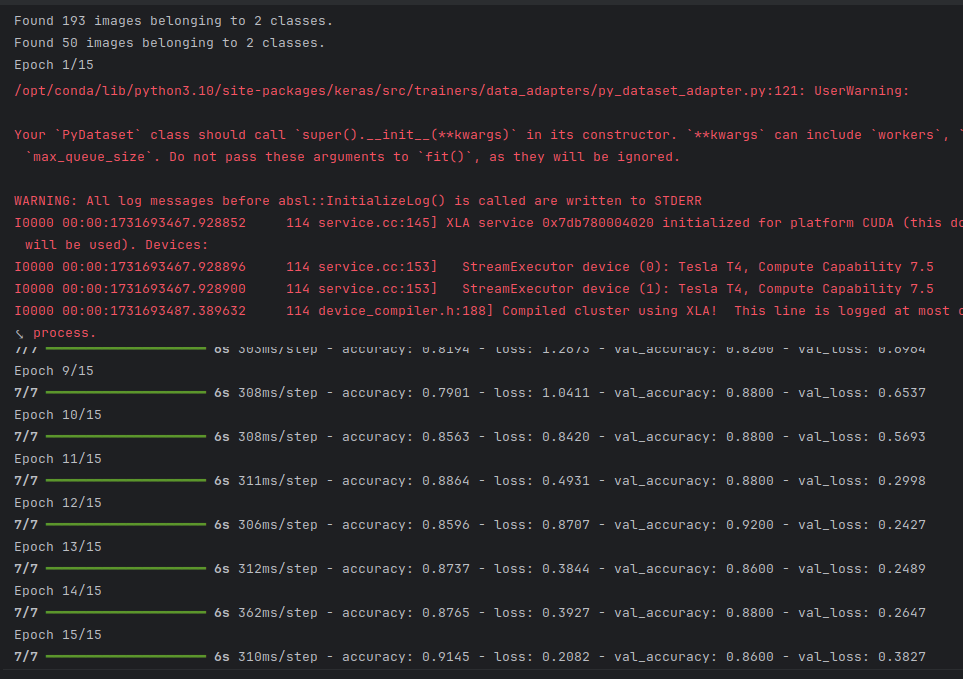 Found 193 images belonging to 2 classes.
Found 50 images belonging to 2 classes.
Epoch 1/15
/opt/conda/lib/python3.10/site-packages/keras/src/trainers/data_adapters/py_dataset_adapter.py:121: UserWarning:
Your `PyDataset` class should call `super().__init__(**kwargs)` in its constructor. `**kwargs` can include `workers`, `
`max_queue_size`. Do not pass these arguments to `fit()`, as they will be ignored.
WARNING: All log messages before absl::InitializeLog() is called are written to STDERR
I0000 00:00:1731693467.928852     114 service.cc:145] XLA service 0x7db780004020 initialized for platform CUDA (this do
will be used). Devices:
I0000 00:00:1731693467.928896     114 service.cc:153]   StreamExecutor device (0): Tesla T4, Compute Capability 7.5
I0000 00:00:1731693467.928900     114 service.cc:153]   StreamExecutor device (1): Tesla T4, Compute Capability 7.5
I0000 00:00:1731693487.389632     114 device_compiler.h:188] Compiled cluster using XLA!  This line is logged at most
process.
7/7 6s 303ms/step - accuracy: 0.8194 - loss: 1.2673 - val_accuracy: 0.8200 - val_loss: 0.6964
Epoch 9/15
7/7 6s 308ms/step - accuracy: 0.7901 - loss: 1.0411 - val_accuracy: 0.8800 - val_loss: 0.6537
Epoch 10/15
7/7 6s 308ms/step - accuracy: 0.8563 - loss: 0.8420 - val_accuracy: 0.8800 - val_loss: 0.5693
Epoch 11/15
7/7 6s 311ms/step - accuracy: 0.8864 - loss: 0.4931 - val_accuracy: 0.8800 - val_loss: 0.2998
Epoch 12/15
7/7 6s 306ms/step - accuracy: 0.8596 - loss: 0.8707 - val_accuracy: 0.9200 - val_loss: 0.2427
Epoch 13/15
7/7 6s 312ms/step - accuracy: 0.8737 - loss: 0.3844 - val_accuracy: 0.8600 - val_loss: 0.2489
Epoch 14/15
7/7 6s 362ms/step - accuracy: 0.8765 - loss: 0.3927 - val_accuracy: 0.8800 - val_loss: 0.2647
Epoch 15/15
7/7 6s 310ms/step - accuracy: 0.9145 - loss: 0.2082 - val_accuracy: 0.8600 - val_loss: 0.3827